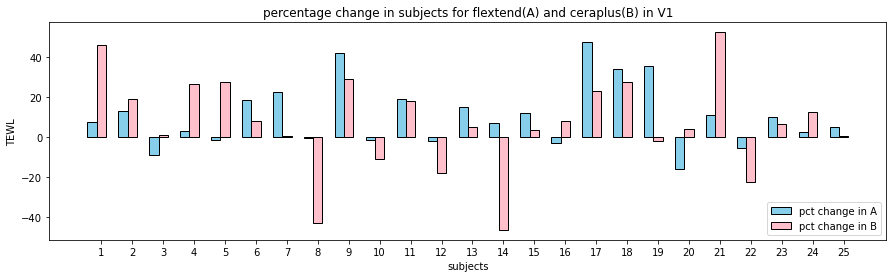 percentage change in subjects for flextend(A) and ceraplus(B) in V1
TEWL
40
20
0
−20
−40
pct change in A
pct change in B
1 2 3 4 5 6 7 8 9 10 11 12 13 14 15 16 17 18 19 20 21 22 23 24 25
subjects